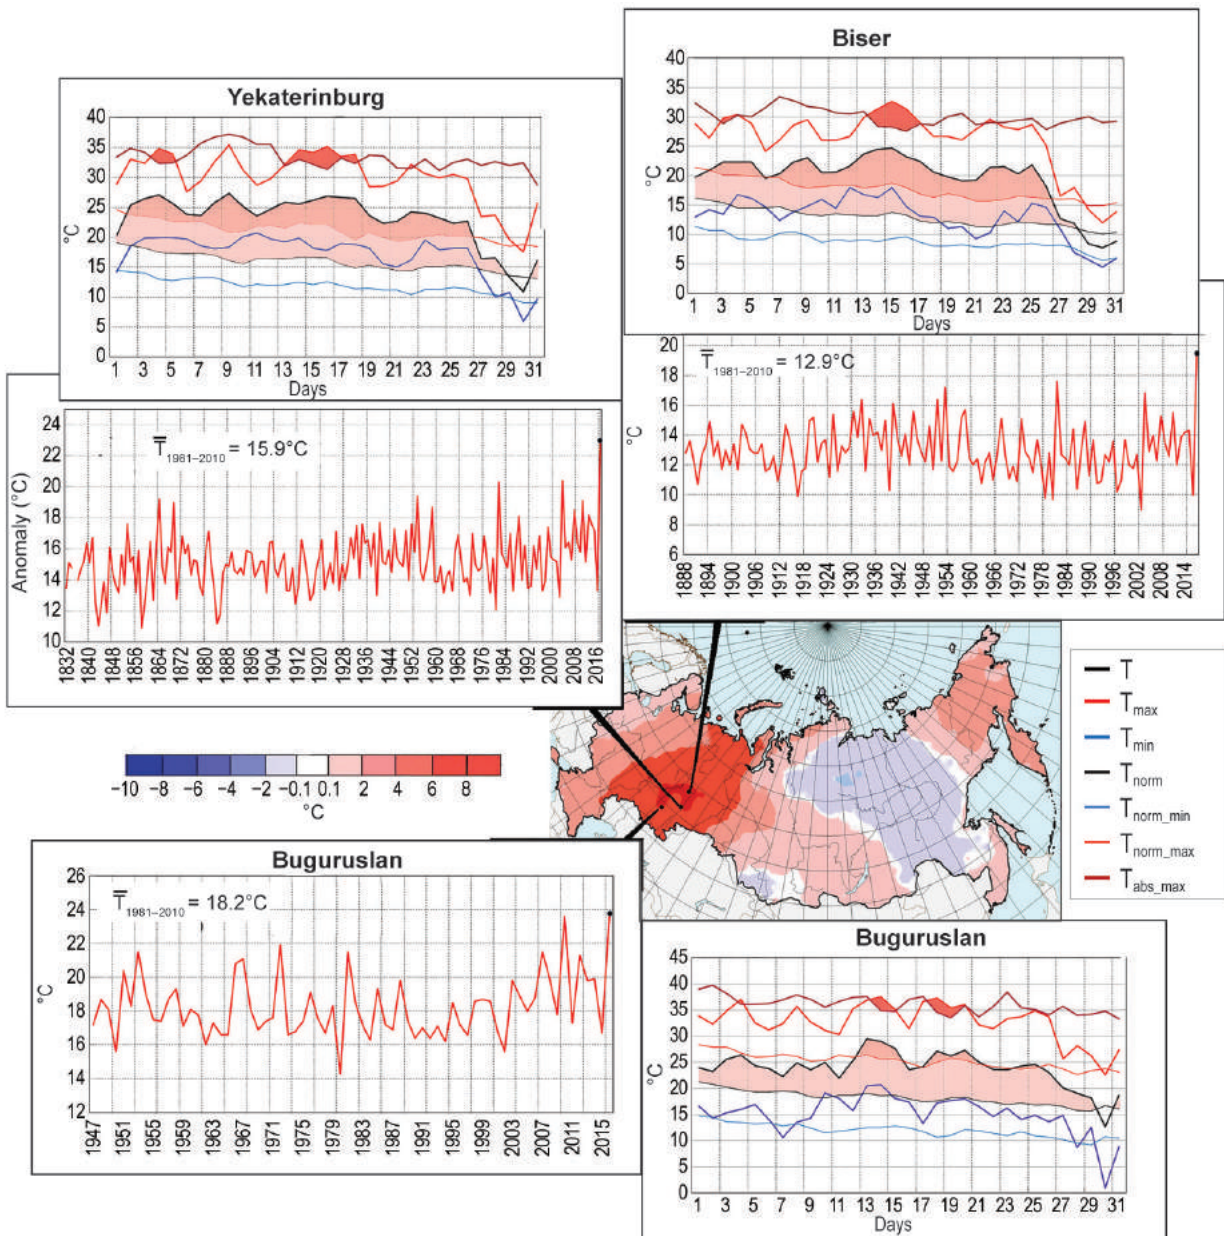 Yekaterinburg
40
35
30
25
20
15
10
5
0
°C
1 3 5 7 9 11 13 15 17 19 21 23 25 27 29 31
Days
Biser
40
35
30
25
20
15
10
5
0
°C
1 3 5 7 9 11 13 15 17 19 21 23 25 27 29 31
Days
24
22
20
18
16
14
12
10
Anomaly (°C)
T̅1981–2010 = 15.9°C
1832 1840 1848 1856 1864 1872 1880 1888 1896 1904 1912 1920 1928 1936 1944 1952 1960 1968 1976 1984 1992 2000 2008 2016
20
18
16
14
12
10
8
6
°C
T̅1981–2010 = 12.9°C
1888 1894 1900 1906 1912 1918 1924 1930 1936 1942 1948 1954 1960 1966 1972 1978 1984 1990 1996 2002 2008 2014
−10 −6 −4 −2 −0.1 0.1 2 4 6 8
°C
T
Tmax
Tmin
Tnorm
Tnorm_min
Tnorm_max
Tabs_max
Buguruslan
26
24
22
20
18
16
14
12
°C
T̅1981–2010 = 18.2°C
1947 1951 1955 1959 1963 1967 1971 1975 1979 1983 1987 1991 1995 1999 2003 2007 2011 2015
Buguruslan
45
40
35
30
25
20
15
10
5
0
°C
1 3 5 7 9 11 13 15 17 19 21 23 25 27 29 31
Days